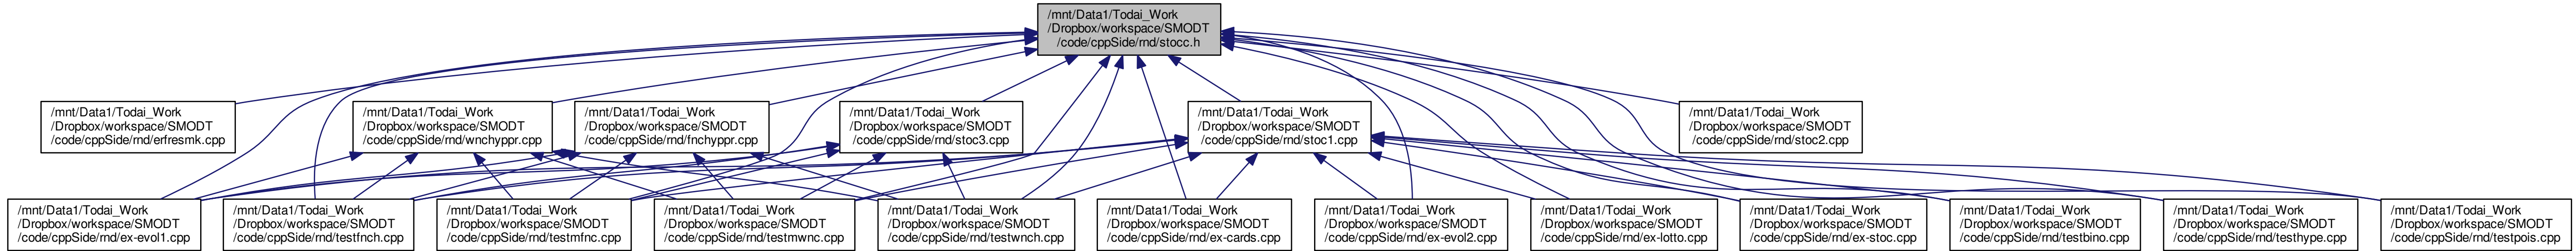 /mnt/Data1/Todai_Work
/Dropbox/workspace/SMODT
/code/cppSide/rnd/stocc.h
/mnt/Data1/Todai_Work
/Dropbox/workspace/SMODT
/code/cppSide/rnd/erfresmk.cpp
/mnt/Data1/Todai_Work
/Dropbox/workspace/SMODT
/code/cppSide/rnd/wnchyppr.cpp
/mnt/Data1/Todai_Work
/Dropbox/workspace/SMODT
/code/cppSide/rnd/fnchyppr.cpp
/mnt/Data1/Todai_Work
/Dropbox/workspace/SMODT
/code/cppSide/rnd/stoc3.cpp
/mnt/Data1/Todai_Work
/Dropbox/workspace/SMODT
/code/cppSide/rnd/stoc1.cpp
/mnt/Data1/Todai_Work
/Dropbox/workspace/SMODT
/code/cppSide/rnd/stoc2.cpp
/mnt/Data1/Todai_Work
/Dropbox/workspace/SMODT
/code/cppSide/rnd/ex-evol1.cpp
/mnt/Data1/Todai_Work
/Dropbox/workspace/SMODT
/code/cppSide/rnd/testfnch.cpp
/mnt/Data1/Todai_Work
/Dropbox/workspace/SMODT
/code/cppSide/rnd/testmfnc.cpp
/mnt/Data1/Todai_Work
/Dropbox/workspace/SMODT
/code/cppSide/rnd/testmwnc.cpp
/mnt/Data1/Todai_Work
/Dropbox/workspace/SMODT
/code/cppSide/rnd/testwnch.cpp
/mnt/Data1/Todai_Work
/Dropbox/workspace/SMODT
/code/cppSide/rnd/ex-cards.cpp
/mnt/Data1/Todai_Work
/Dropbox/workspace/SMODT
/code/cppSide/rnd/ex-evol2.cpp
/mnt/Data1/Todai_Work
/Dropbox/workspace/SMODT
/code/cppSide/rnd/ex-lotto.cpp
/mnt/Data1/Todai_Work
/Dropbox/workspace/SMODT
/code/cppSide/rnd/ex-stoc.cpp
/mnt/Data1/Todai_Work
/Dropbox/workspace/SMODT
/code/cppSide/rnd/testbino.cpp
/mnt/Data1/Todai_Work
/Dropbox/workspace/SMODT
/code/cppSide/rnd/testhype.cpp
/mnt/Data1/Todai_Work
/Dropbox/workspace/SMODT
/code/cppSide/rnd/testpois.cpp